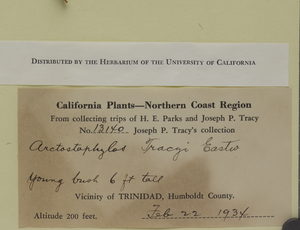 DISTRIBUTED BY THE HERBARIUM OF THE UNIVERSITY OF CALIFORNIA
California Plants—Northern Coast Region
From collecting trips of H. E. Parks and Joseph P. Tracy
No. 13140 Joseph P. Tracy's collection
Arctostaphylos Tracyi Eastw
Young bush 6 ft tall
Vicinity of TRINIDAD, Humboldt County.
Altitude 200 feet. Feb 22 1934